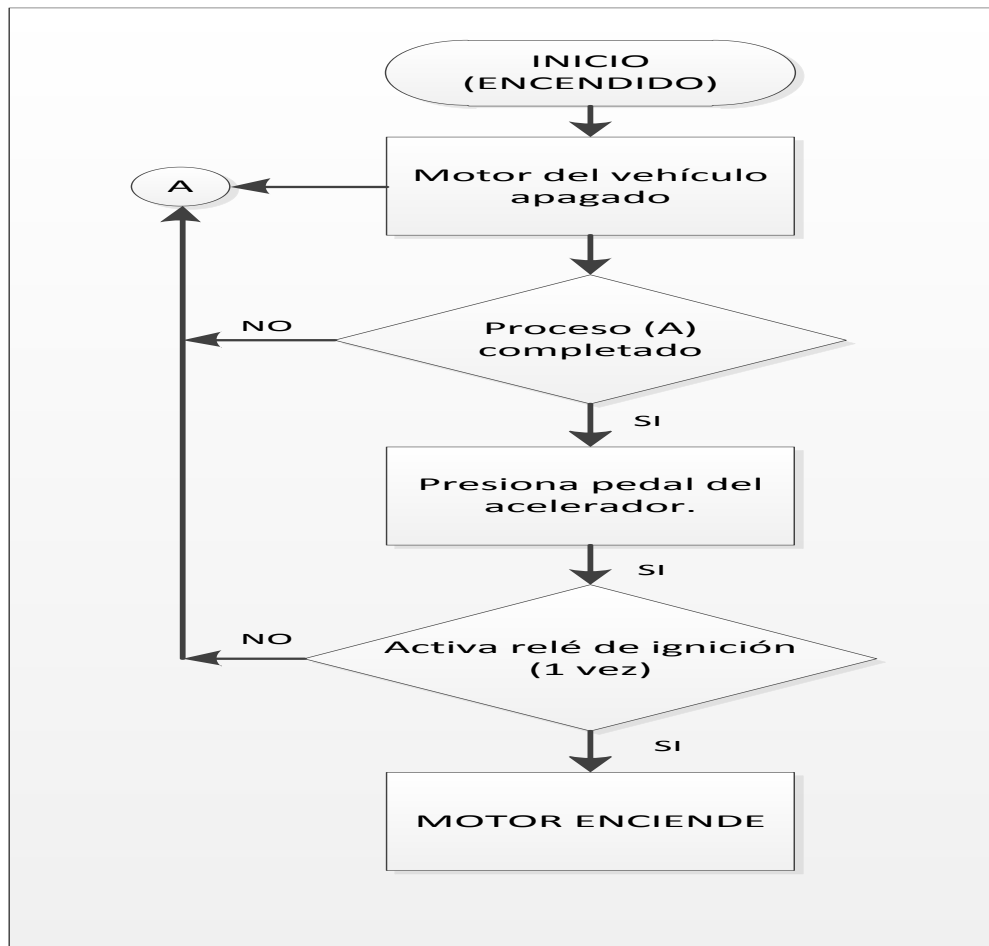 INICIO
(ENCENDIDO)
Motor del vehículo
apagado
A
Proceso (A)
completado
NO
SI
Presiona pedal del
acelerador.
SI
Activa relé de ignición
(1 vez)
NO
SI
MOTOR ENCIENDE